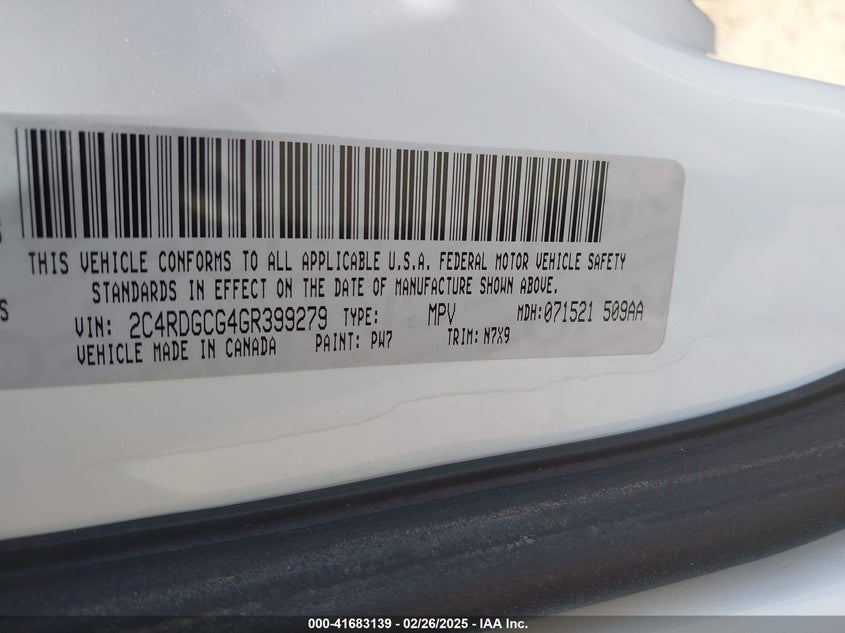 THIS VEHICLE CONFORMS TO ALL APPLICABLE U.S.A. FEDERAL MOTOR VEHICLE SAFETY
STANDARDS IN EFFECT ON THE DATE OF MANUFACTURE SHOWN ABOVE.
S
VIN: 2C4RDGCG4GR399279 TYPE: MPV MDH:071521 509AA
VEHICLE MADE IN CANADA PAINT: PW7 TRIM: N7X9
000-41683139 - 02/26/2025 - IAA Inc.